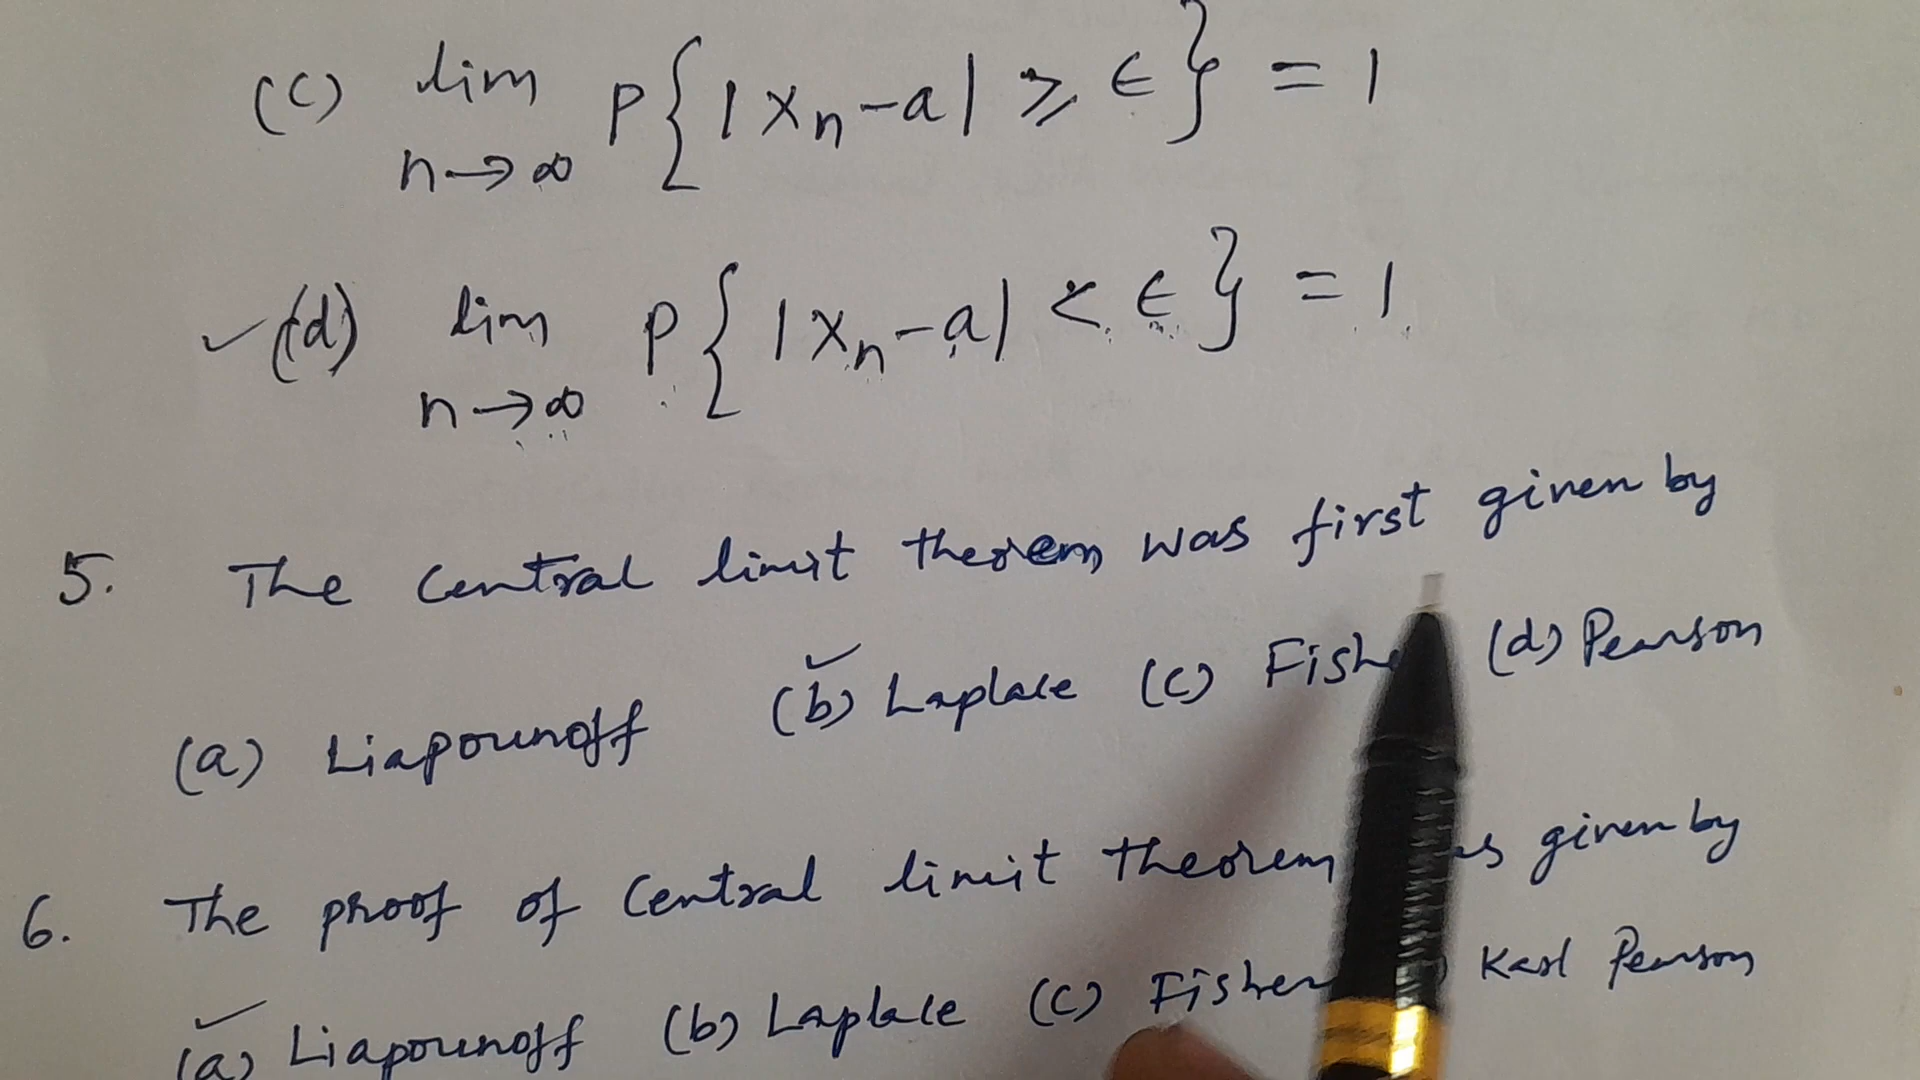 (c) lim P{|Xn-a| ≥ ϵ} = 1
n→∞
(d) lim P{|Xn-a| < ϵ} = 1
n→∞
5. The Central limit theorem was first given by
(a) Liapounoff (b) Laplace (c) (d) Pearson
6. The proof of Central limit theorem given by
(a) Liapounoff (b) Laplace (c) Fisher Karl Pearson